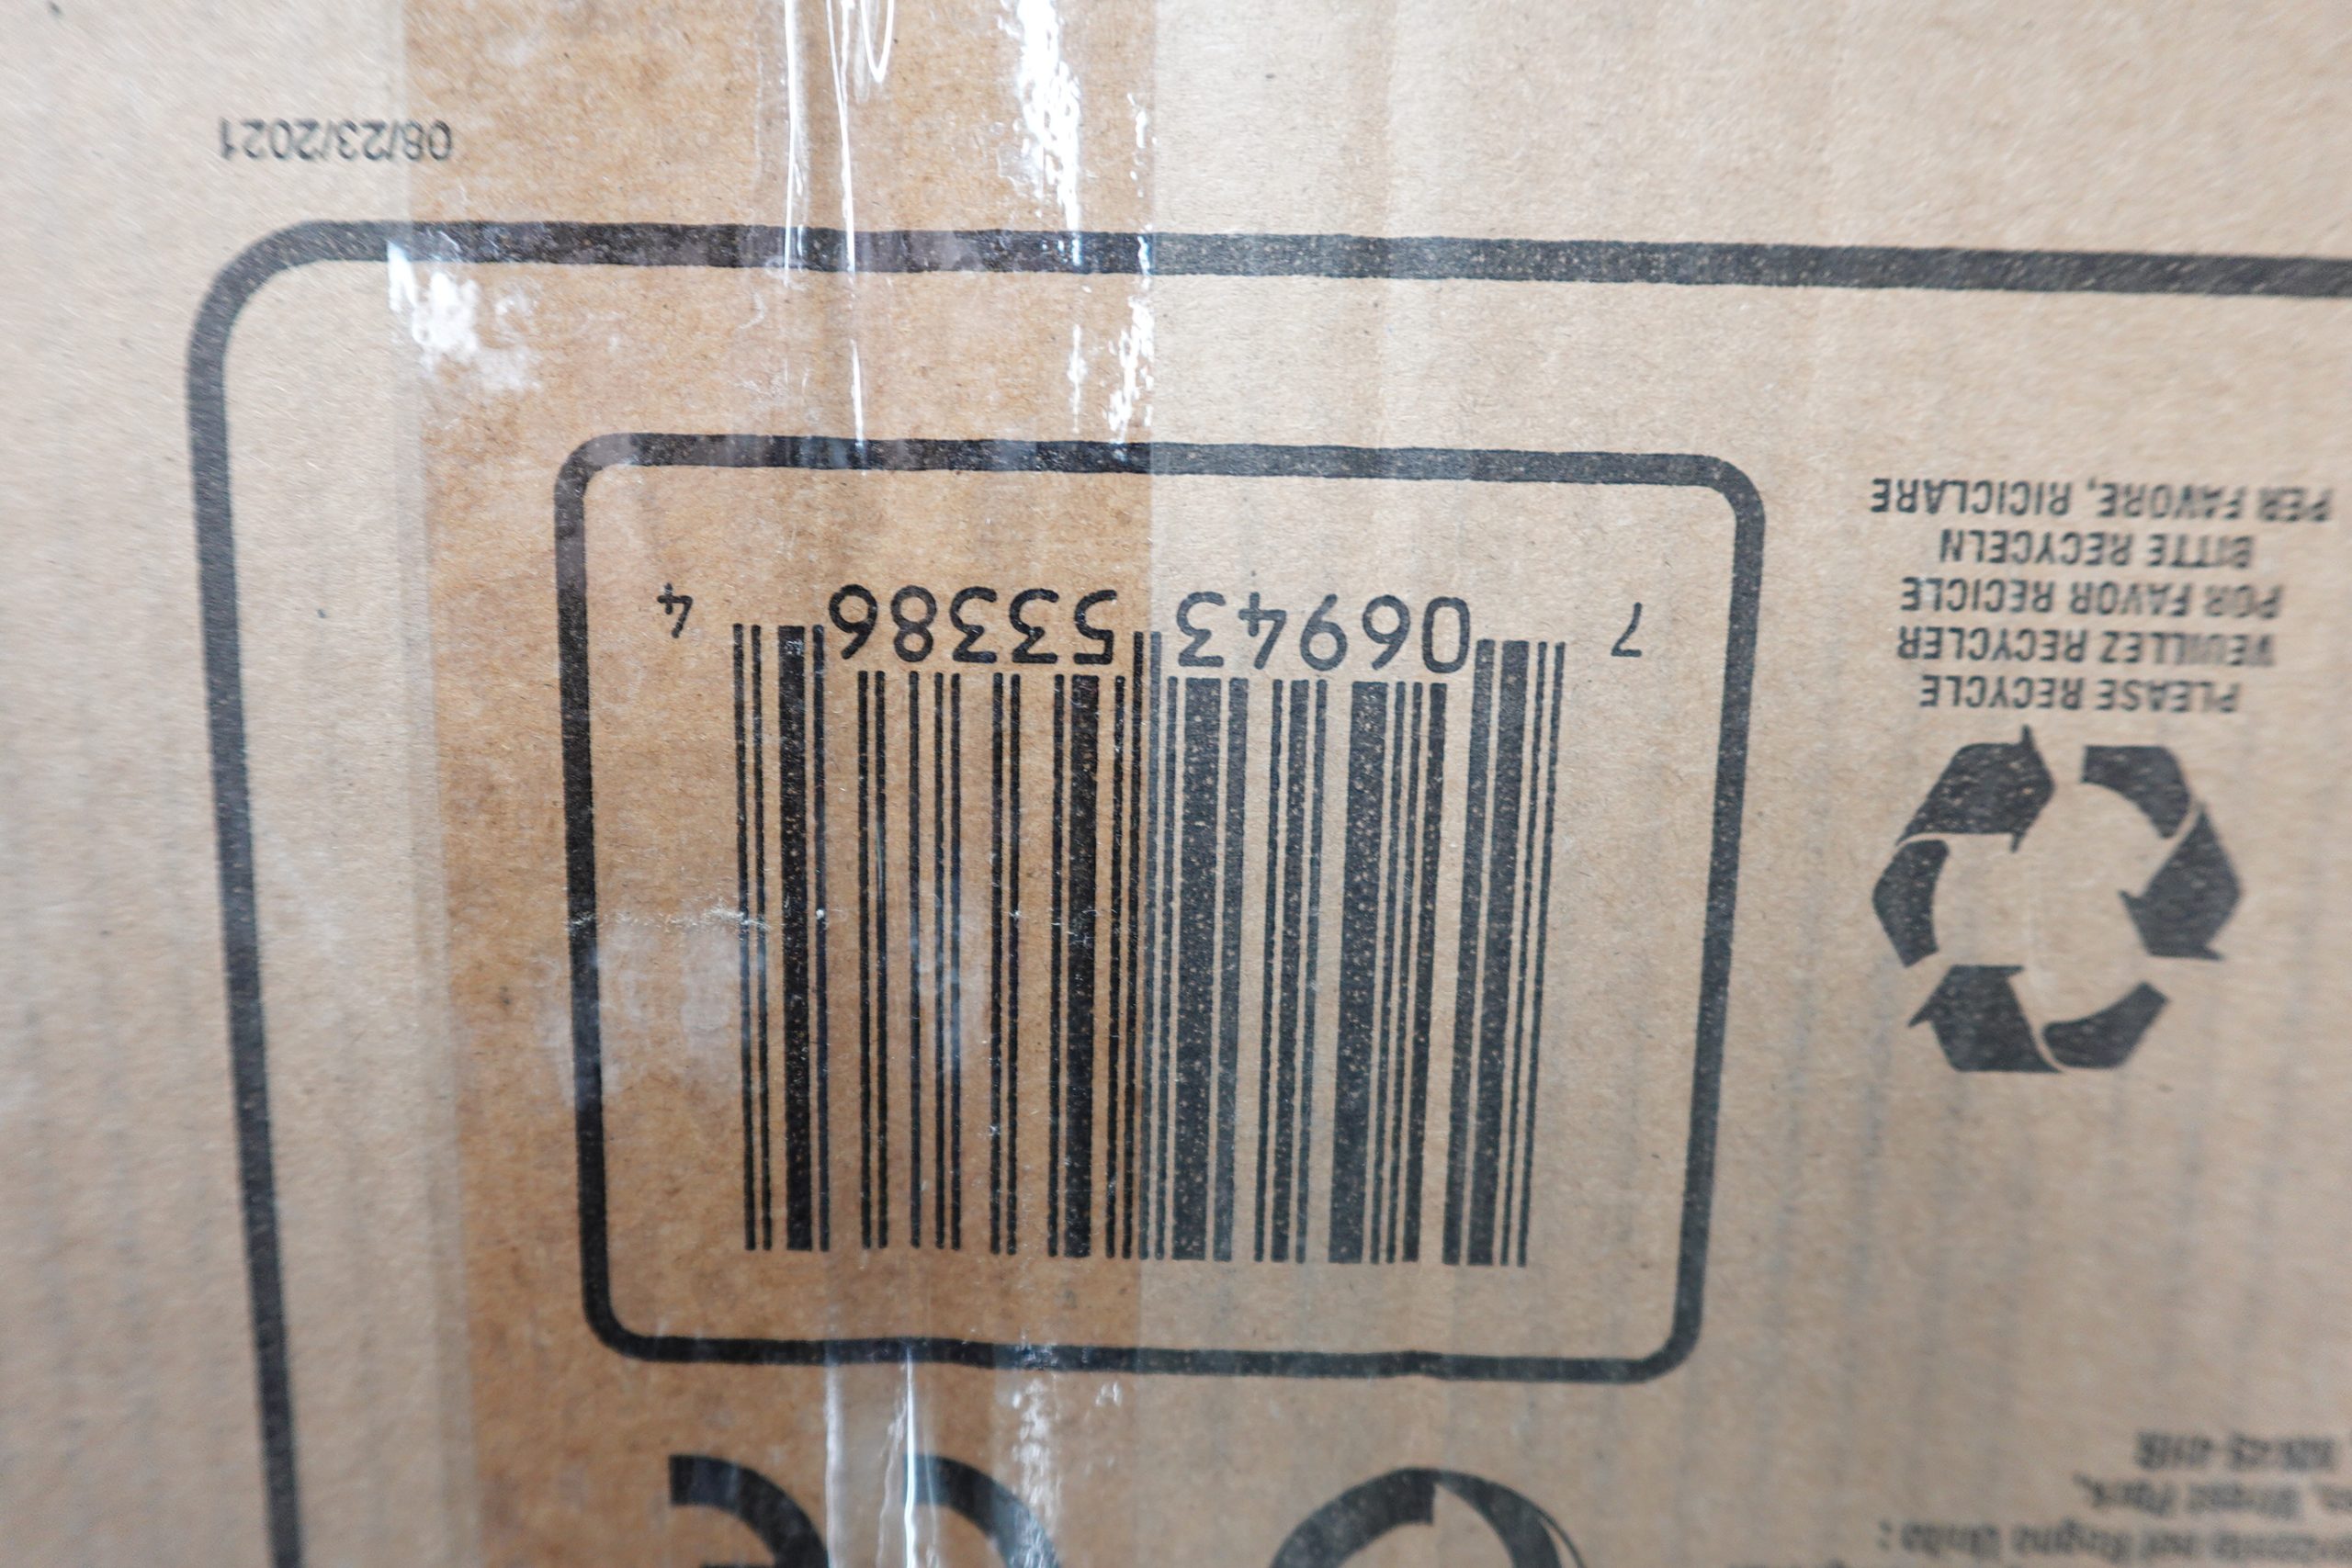 PLEASE RECYCLE
VEUILLEZ RECYCLER
POR FAVOR RECICLE
BITTE RECYCELN
PER FAVORE, RICICLARE
7 06943 53386 4
08/23/2021